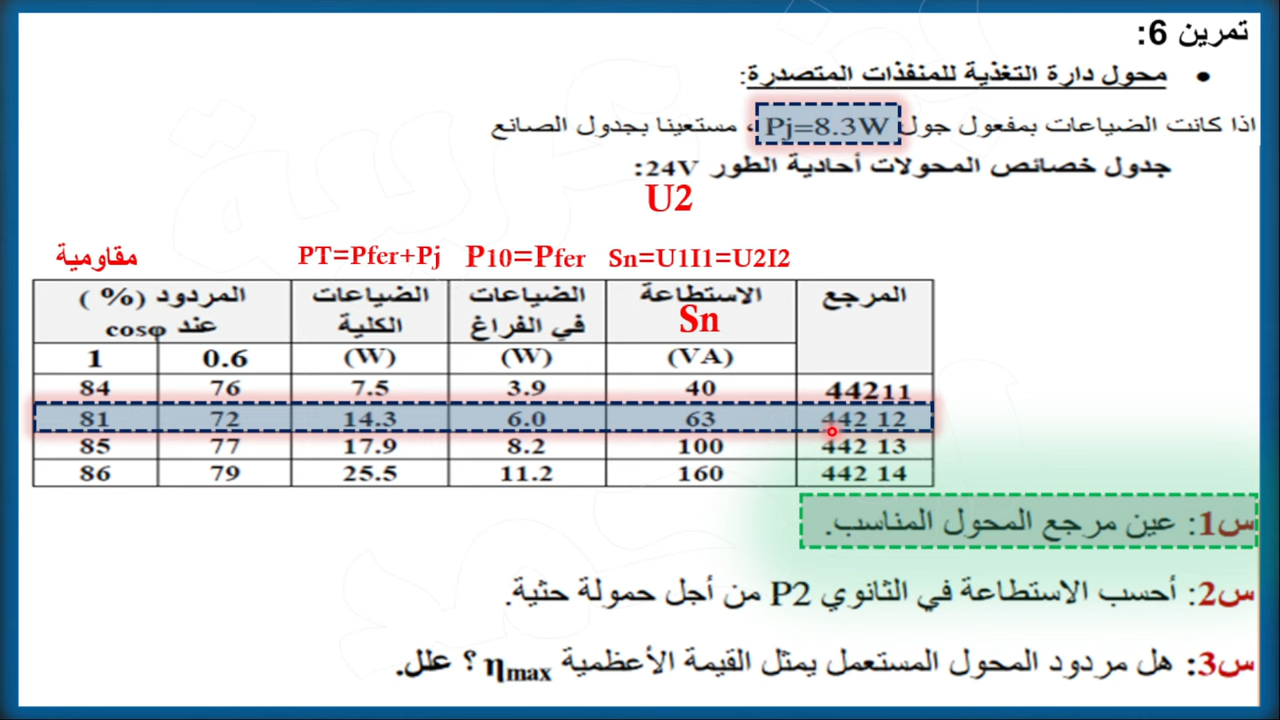 تمرين 6:
• محول دارة التغذية للمنفذات المتصدرة:
اذا كانت الضياعات بمفعول جول Pj=8.3W، مستعينا بجدول الصانع
جدول خصائص المحولات أحادية الطور 24V:
U2
Sn=U1I1=U2I2 P10=Pfer PT=Pfer+Pj مقاومية
المرجع الاستطاعة الضياعات الضياعات المردود (%)
Sn في الفراغ الكلية عند cosφ
(VA) (W) (W) 0.6 1
44211 40 3.9 7.5 76 84
442 12 63 6.0 14.3 72 81
442 13 100 8.2 17.9 77 85
442 14 160 11.2 25.5 79 86
س1: عين مرجع المحول المناسب.
س2: أحسب الاستطاعة في الثانوي P2 من أجل حمولة حثية.
س3: هل مردود المحول المستعمل يمثل القيمة الأعظمية ηmax ؟ علل.